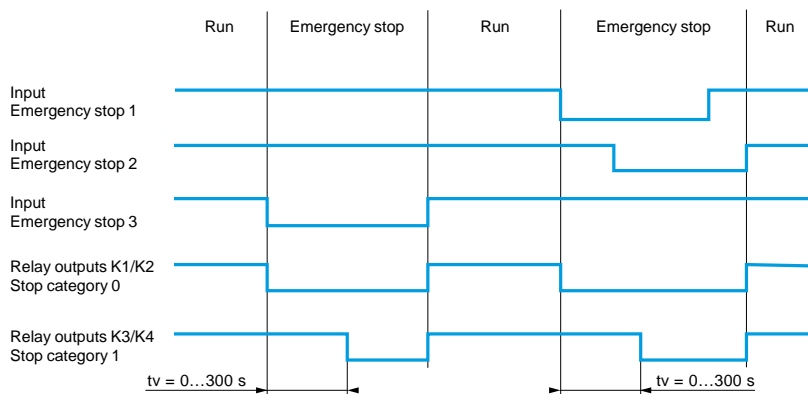 Run Emergency stop Run Emergency stop Run
Input
Emergency stop 1
Input
Emergency stop 2
Input
Emergency stop 3
Relay outputs K1/K2
Stop category 0
Relay outputs K3/K4
Stop category 1
tv = 0...300 s tv = 0...300 s